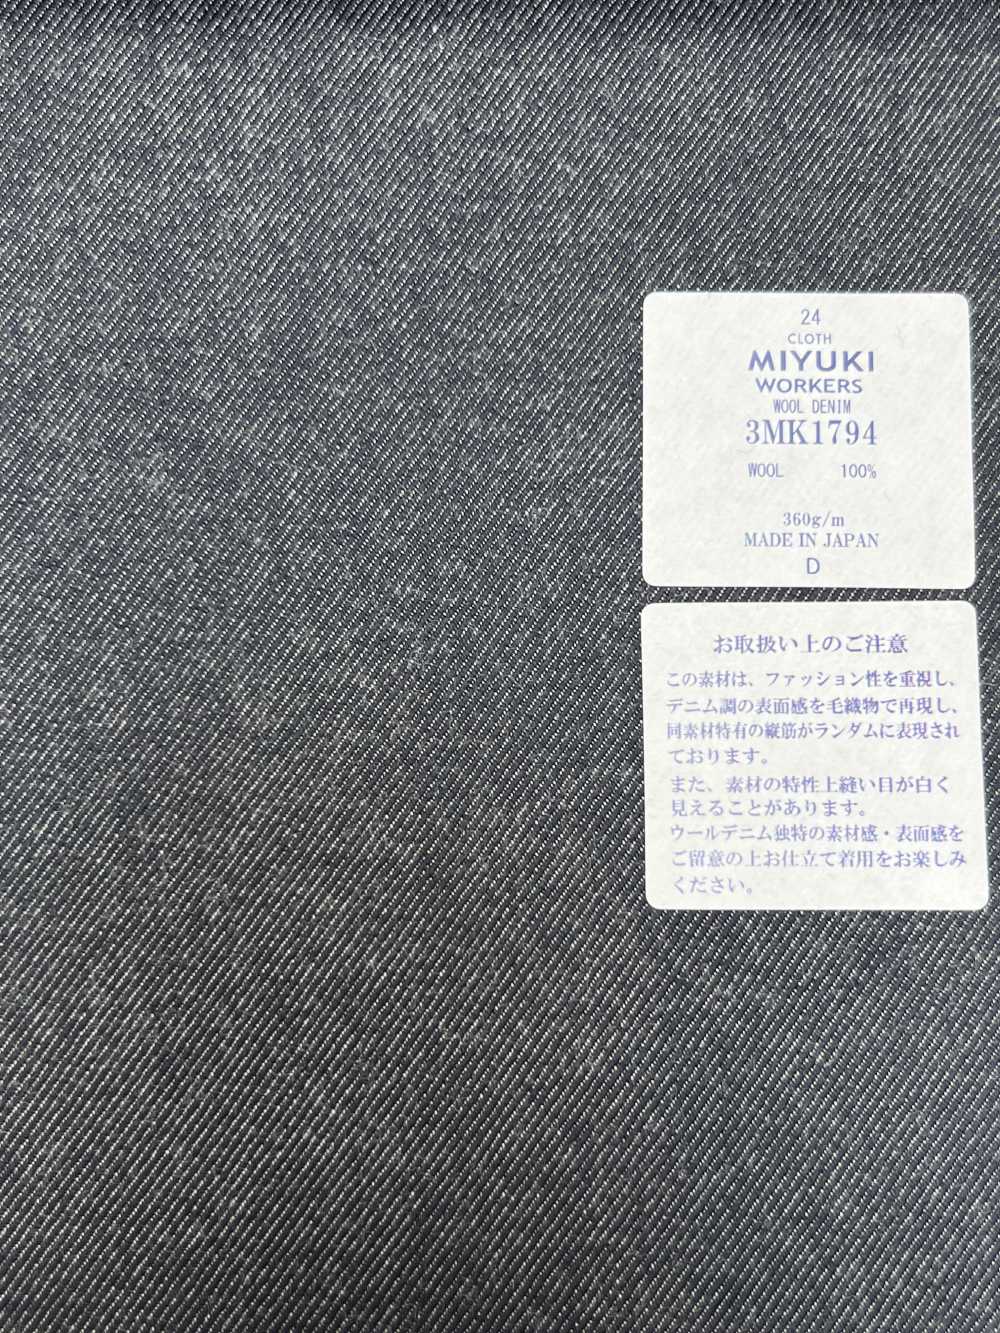 24
CLOTH
MIYUKI
WORKERS
WOOL DENIM
3MK1794
WOOL 100%
360g/m
MADE IN JAPAN
D
お取扱い上のご注意
この素材は、ファッション性を重視し、
デニム調の表面感を毛織物で再現し、
同素材特有の縦筋がランダムに表現され
ております。
また、素材の特性上縫い目が白く
見えることがあります。
ウールデニム独特の素材感・表面感を
ご留意の上お仕立て着用をお楽しみ
ください。